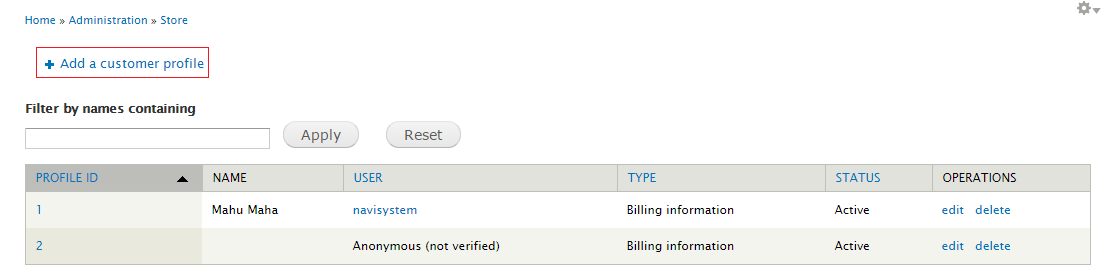 Home » Administration » Store
Add a customer profile
Filter by names containing
Apply Reset
PROFILE ID NAME USER TYPE STATUS OPERATIONS
1 Mahu Maha navisystem Billing information Active edit delete
2 Anonymous (not verified) Billing information Active edit delete